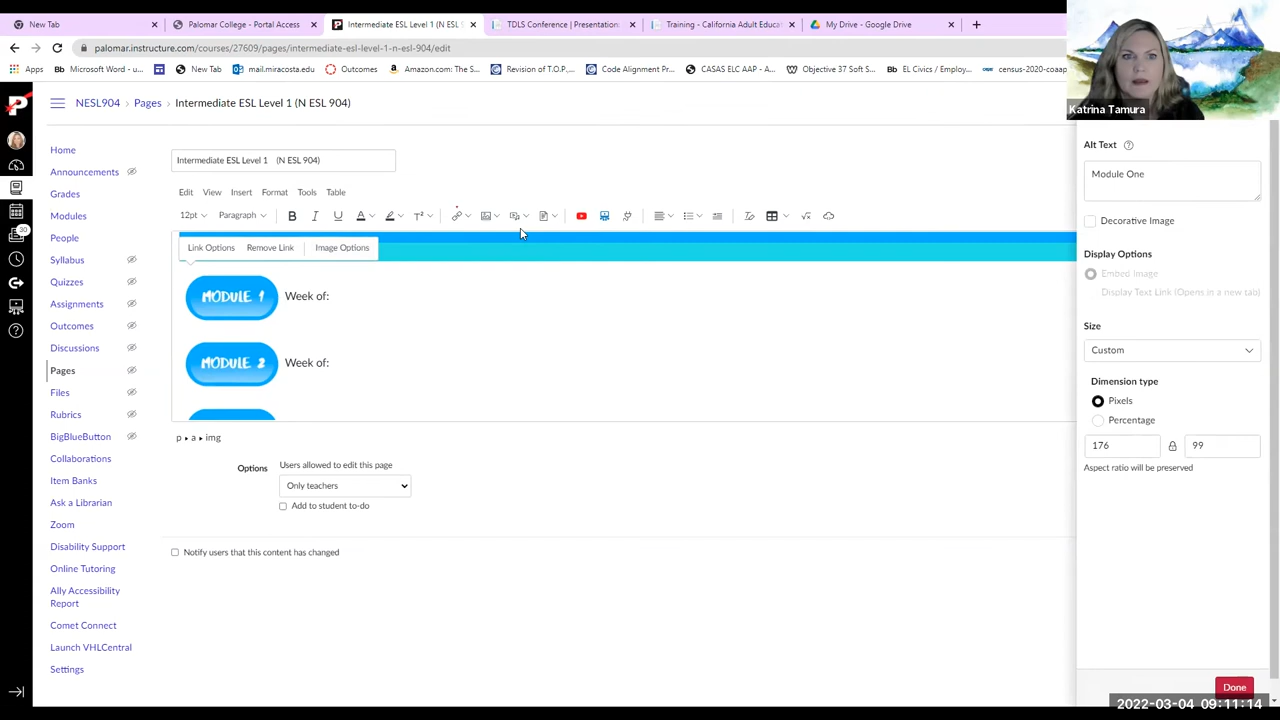 New Tab
Palomar College - Portal Access
Intermediate ESL Level 1 (N ESL 9
TDLS Conference | Presentation:
Training - California Adult Educa
My Drive - Google Drive
palomar.instructure.com/courses/27609/pages/intermediate-esl-level-1-n-esl-904/edit
Apps
Bb Microsoft Word - u...
New Tab
mail.miracosta.edu
Outcomes
Amazon.com: The S...
Revision of T.O.P....
Code Alignment Pr...
CASAS ELC AAP - A...
Objective 37 Soft S...
Bb EL Civics / Employ...
census-2020-coaap
Katrina Tamura
NESL904
Pages
Intermediate ESL Level 1 (N ESL 904)
Home
Announcements
Grades
Modules
People
Syllabus
Quizzes
Assignments
Outcomes
Discussions
Pages
Files
Rubrics
BigBlueButton
Collaborations
Item Banks
Ask a Librarian
Zoom
Disability Support
Online Tutoring
Ally Accessibility
Report
Comet Connect
Launch VHLCentral
Settings
30
Intermediate ESL Level 1 (N ESL 904)
Edit View Insert Format Tools Table
12pt Paragraph
Link Options Remove Link Image Options
MODULE 1 Week of:
MODULE 2 Week of:
p ▸ a ▸ img
Options
Users allowed to edit this page
Only teachers
Add to student to-do
Notify users that this content has changed
Alt Text
Module One
Decorative Image
Display Options
Embed Image
Display Text Link (Opens in a new tab)
Size
Custom
Dimension type
Pixels
Percentage
176 99
Aspect ratio will be preserved
Done
2022-03-04 09:11:14